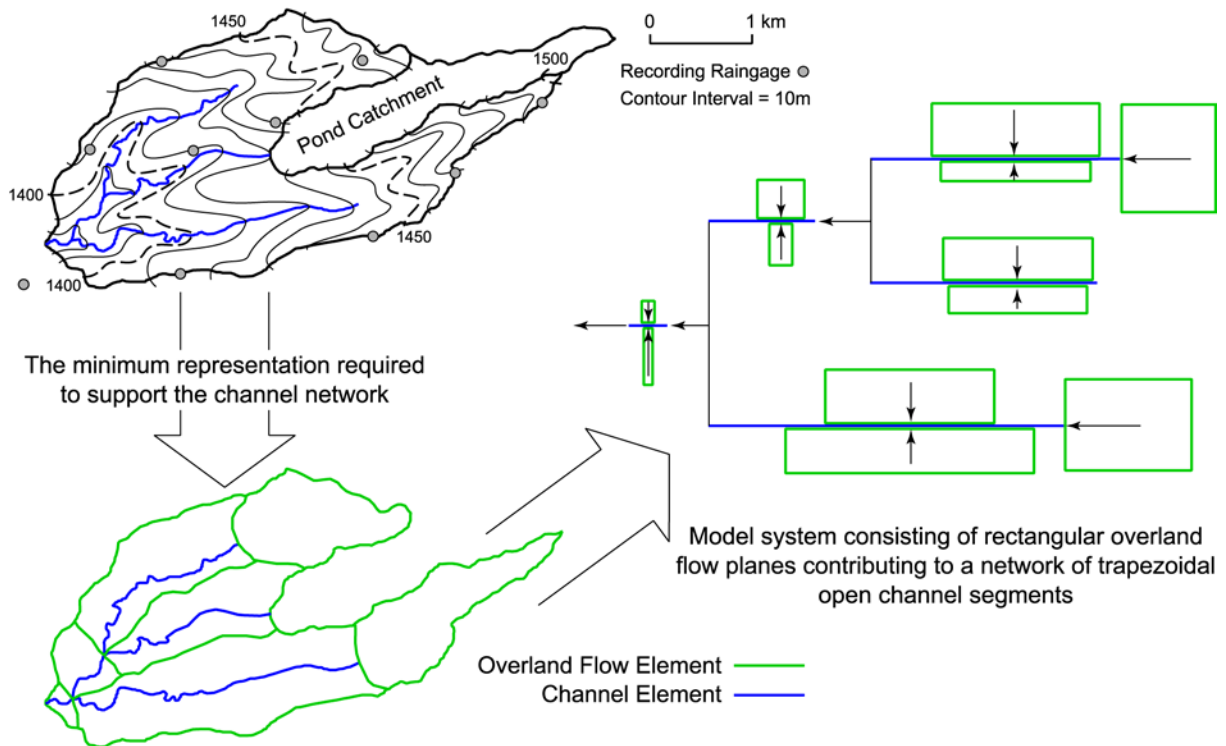 1450
0 1 km
1500
Recording Raingage
Contour Interval = 10m
Pond Catchment
1400
1450
1400
The minimum representation required
to support the channel network
Model system consisting of rectangular overland
flow planes contributing to a network of trapezoidal
open channel segments
Overland Flow Element
Channel Element